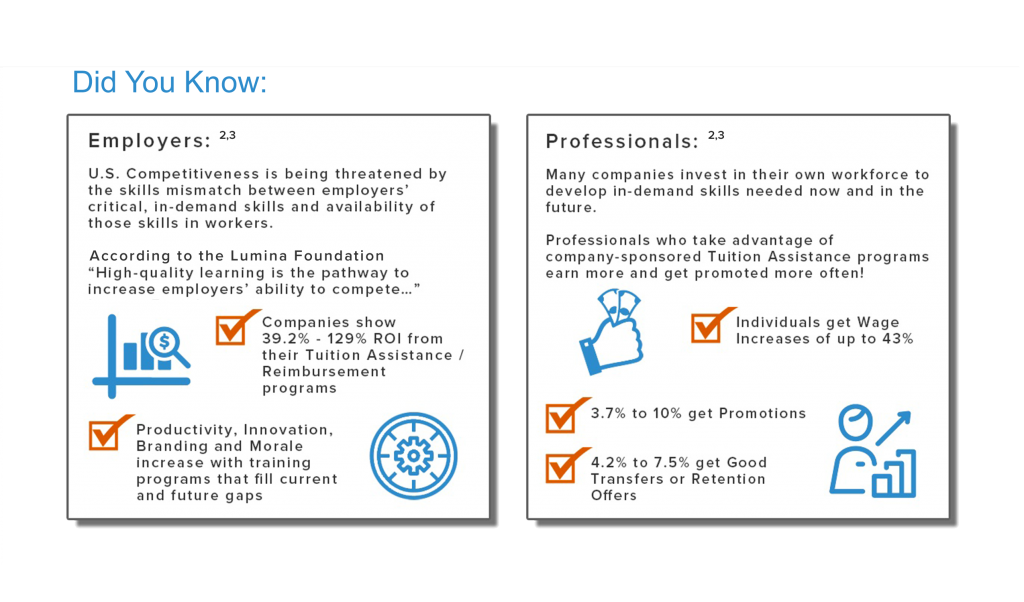 Did You Know:
Employers: 2,3
U.S. Competitiveness is being threatened by
the skills mismatch between employers’
critical, in-demand skills and availability of
those skills in workers.
According to the Lumina Foundation
“High-quality learning is the pathway to
increase employers’ ability to compete...”
$
Companies show
39.2% - 129% ROI from
their Tuition Assistance /
Reimbursement
programs
Productivity, Innovation,
Branding and Morale
increase with training
programs that fill current
and future gaps
Professionals: 2,3
Many companies invest in their own workforce to
develop in-demand skills needed now and in the
future.
Professionals who take advantage of
company-sponsored Tuition Assistance programs
earn more and get promoted more often!
Individuals get Wage
Increases of up to 43%
3.7% to 10% get Promotions
4.2% to 7.5% get Good
Transfers or Retention
Offers